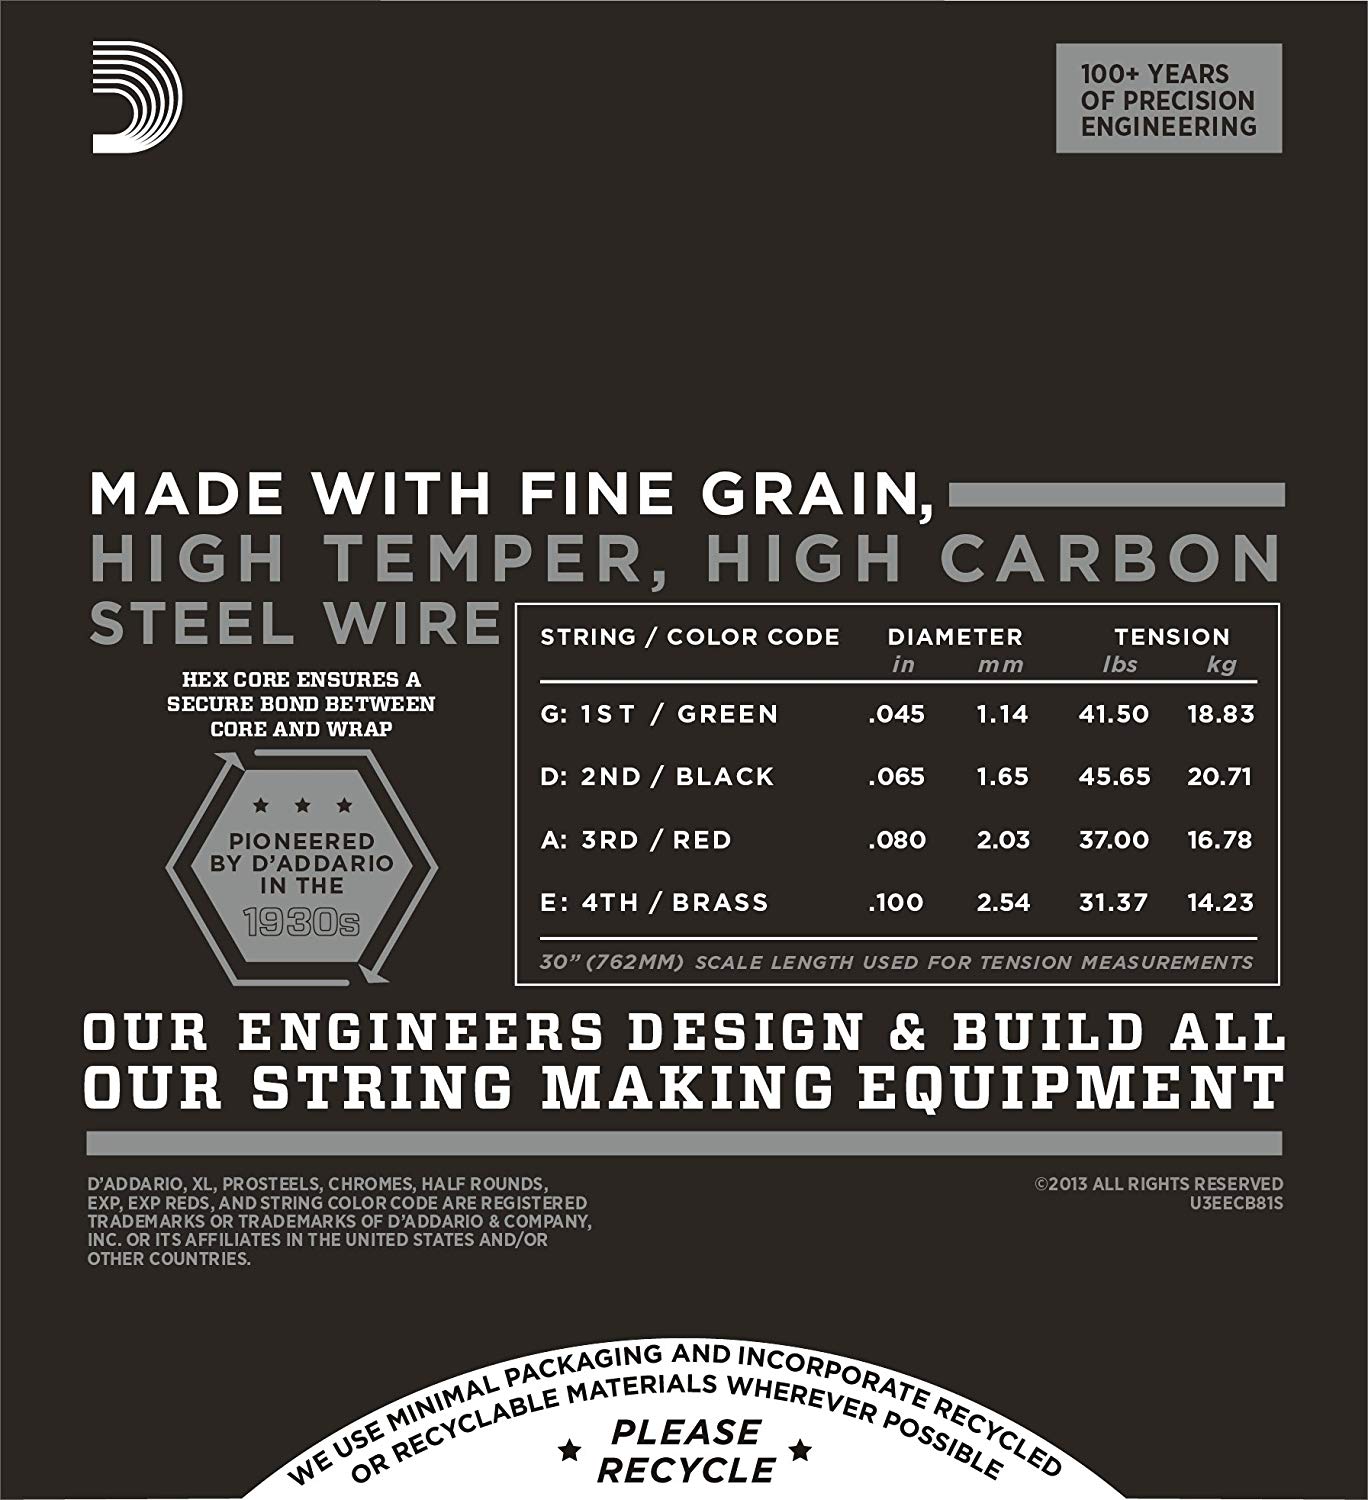 100+ YEARS
OF PRECISION
ENGINEERING
MADE WITH FINE GRAIN,
HIGH TEMPER, HIGH CARBON
STEEL WIRE
HEX CORE ENSURES A
SECURE BOND BETWEEN
CORE AND WRAP
PIONEERED
BY D’ADDARIO
IN THE
1930s
STRING / COLOR CODE DIAMETER TENSION
in mm lbs kg
G: 1ST / GREEN .045 1.14 41.50 18.83
D: 2ND / BLACK .065 1.65 45.65 20.71
A: 3RD / RED .080 2.03 37.00 16.78
E: 4TH / BRASS .100 2.54 31.37 14.23
30” (762MM) SCALE LENGTH USED FOR TENSION MEASUREMENTS
OUR ENGINEERS DESIGN & BUILD ALL
OUR STRING MAKING EQUIPMENT
D’ADDARIO, XL, PROSTEELS, CHROMES, HALF ROUNDS,
EXP, EXP REDS, AND STRING COLOR CODE ARE REGISTERED
TRADEMARKS OR TRADEMARKS OF D’ADDARIO & COMPANY,
INC. OR ITS AFFILIATES IN THE UNITED STATES AND/OR
OTHER COUNTRIES.
©2013 ALL RIGHTS RESERVED
U3EECB81S
WE USE MINIMAL PACKAGING AND INCORPORATE RECYCLED
OR RECYCLABLE MATERIALS WHEREVER POSSIBLE
PLEASE
RECYCLE